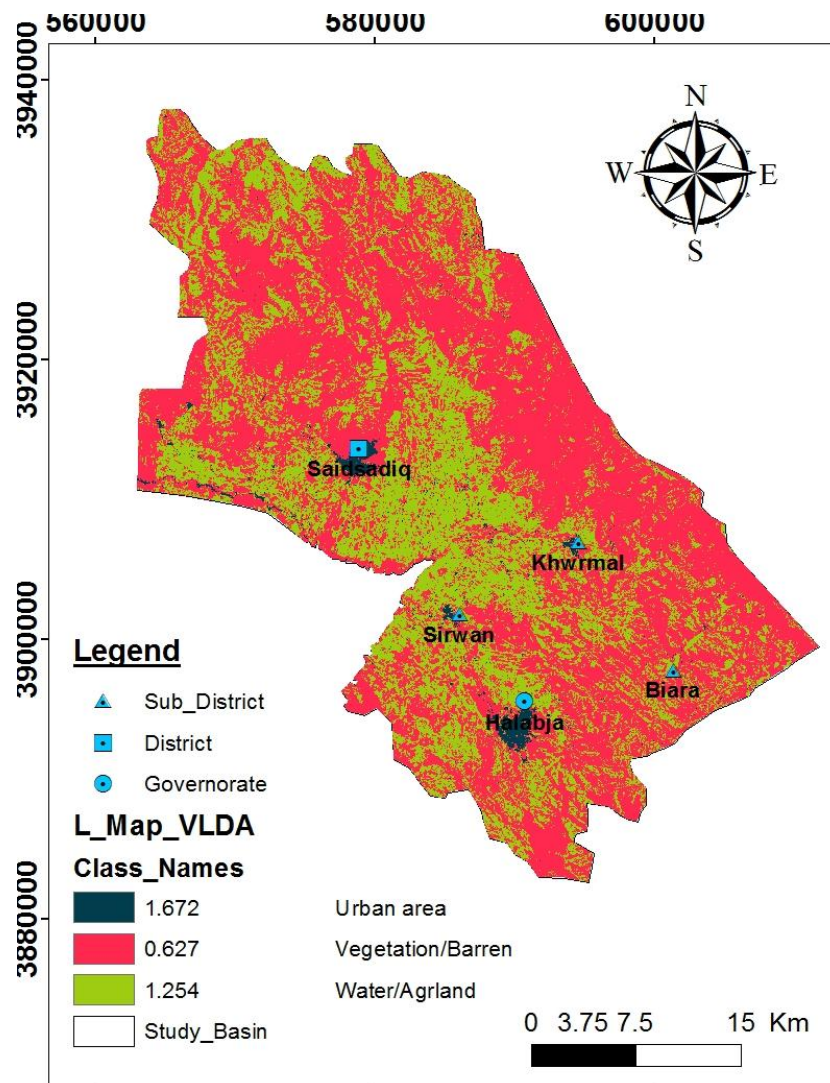 560000 580000 600000
3940000
N
W E
S
3920000
Saidsadiq
Khwrmal
3900000
Sirwan
Biara
Halabja
Legend
Sub_District
District
Governorate
L_Map_VLDA
Class_Names
1.672 Urban area
0.627 Vegetation/Barren
1.254 Water/Agrland
Study_Basin
3880000
0 3.75 7.5 15 Km